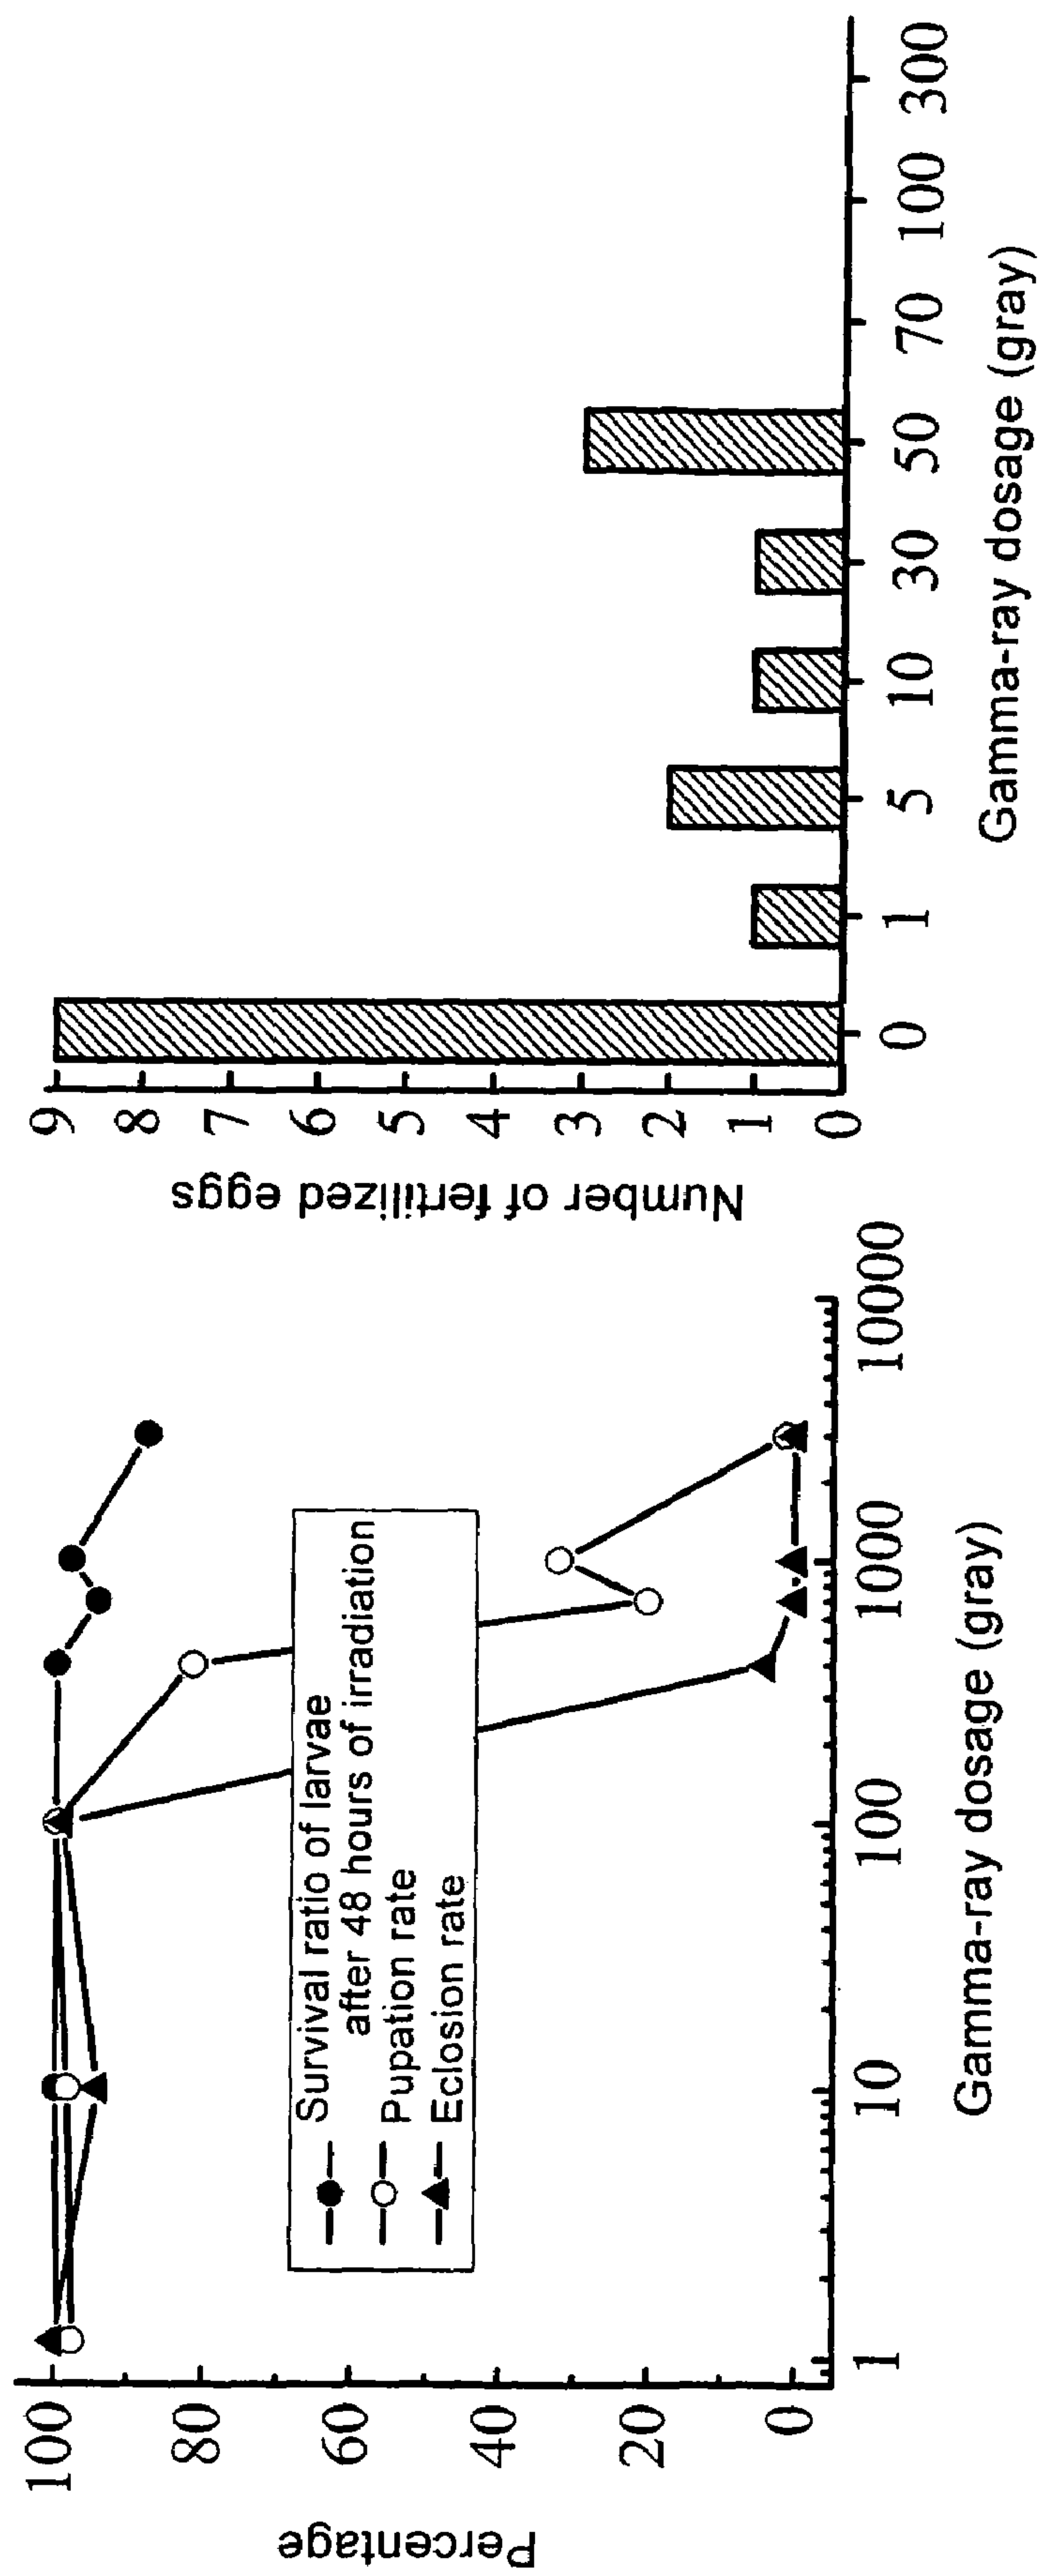 Percentage
100
80
60
40
20
0
Survival ratio of larvae
after 48 hours of irradiation
Pupation rate
Eclosion rate
1 10 100 1000 10000
Gamma-ray dosage (gray)
Number of fertilized eggs
9
8
7
6
5
4
3
2
1
0
0 1 5 10 30 50 70 100 300
Gamma-ray dosage (gray)